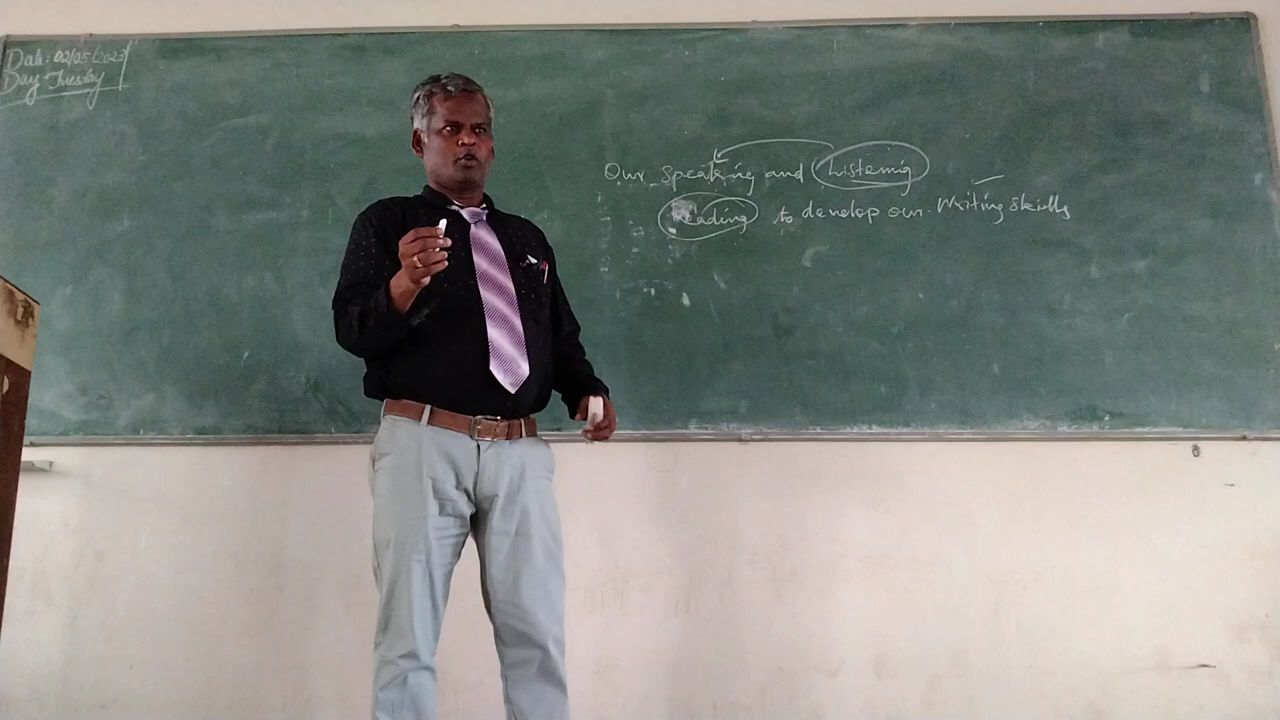 Date: 02/05/2023
Day: Tuesday
Our speaking and Listening
Reading to develop our writing skills